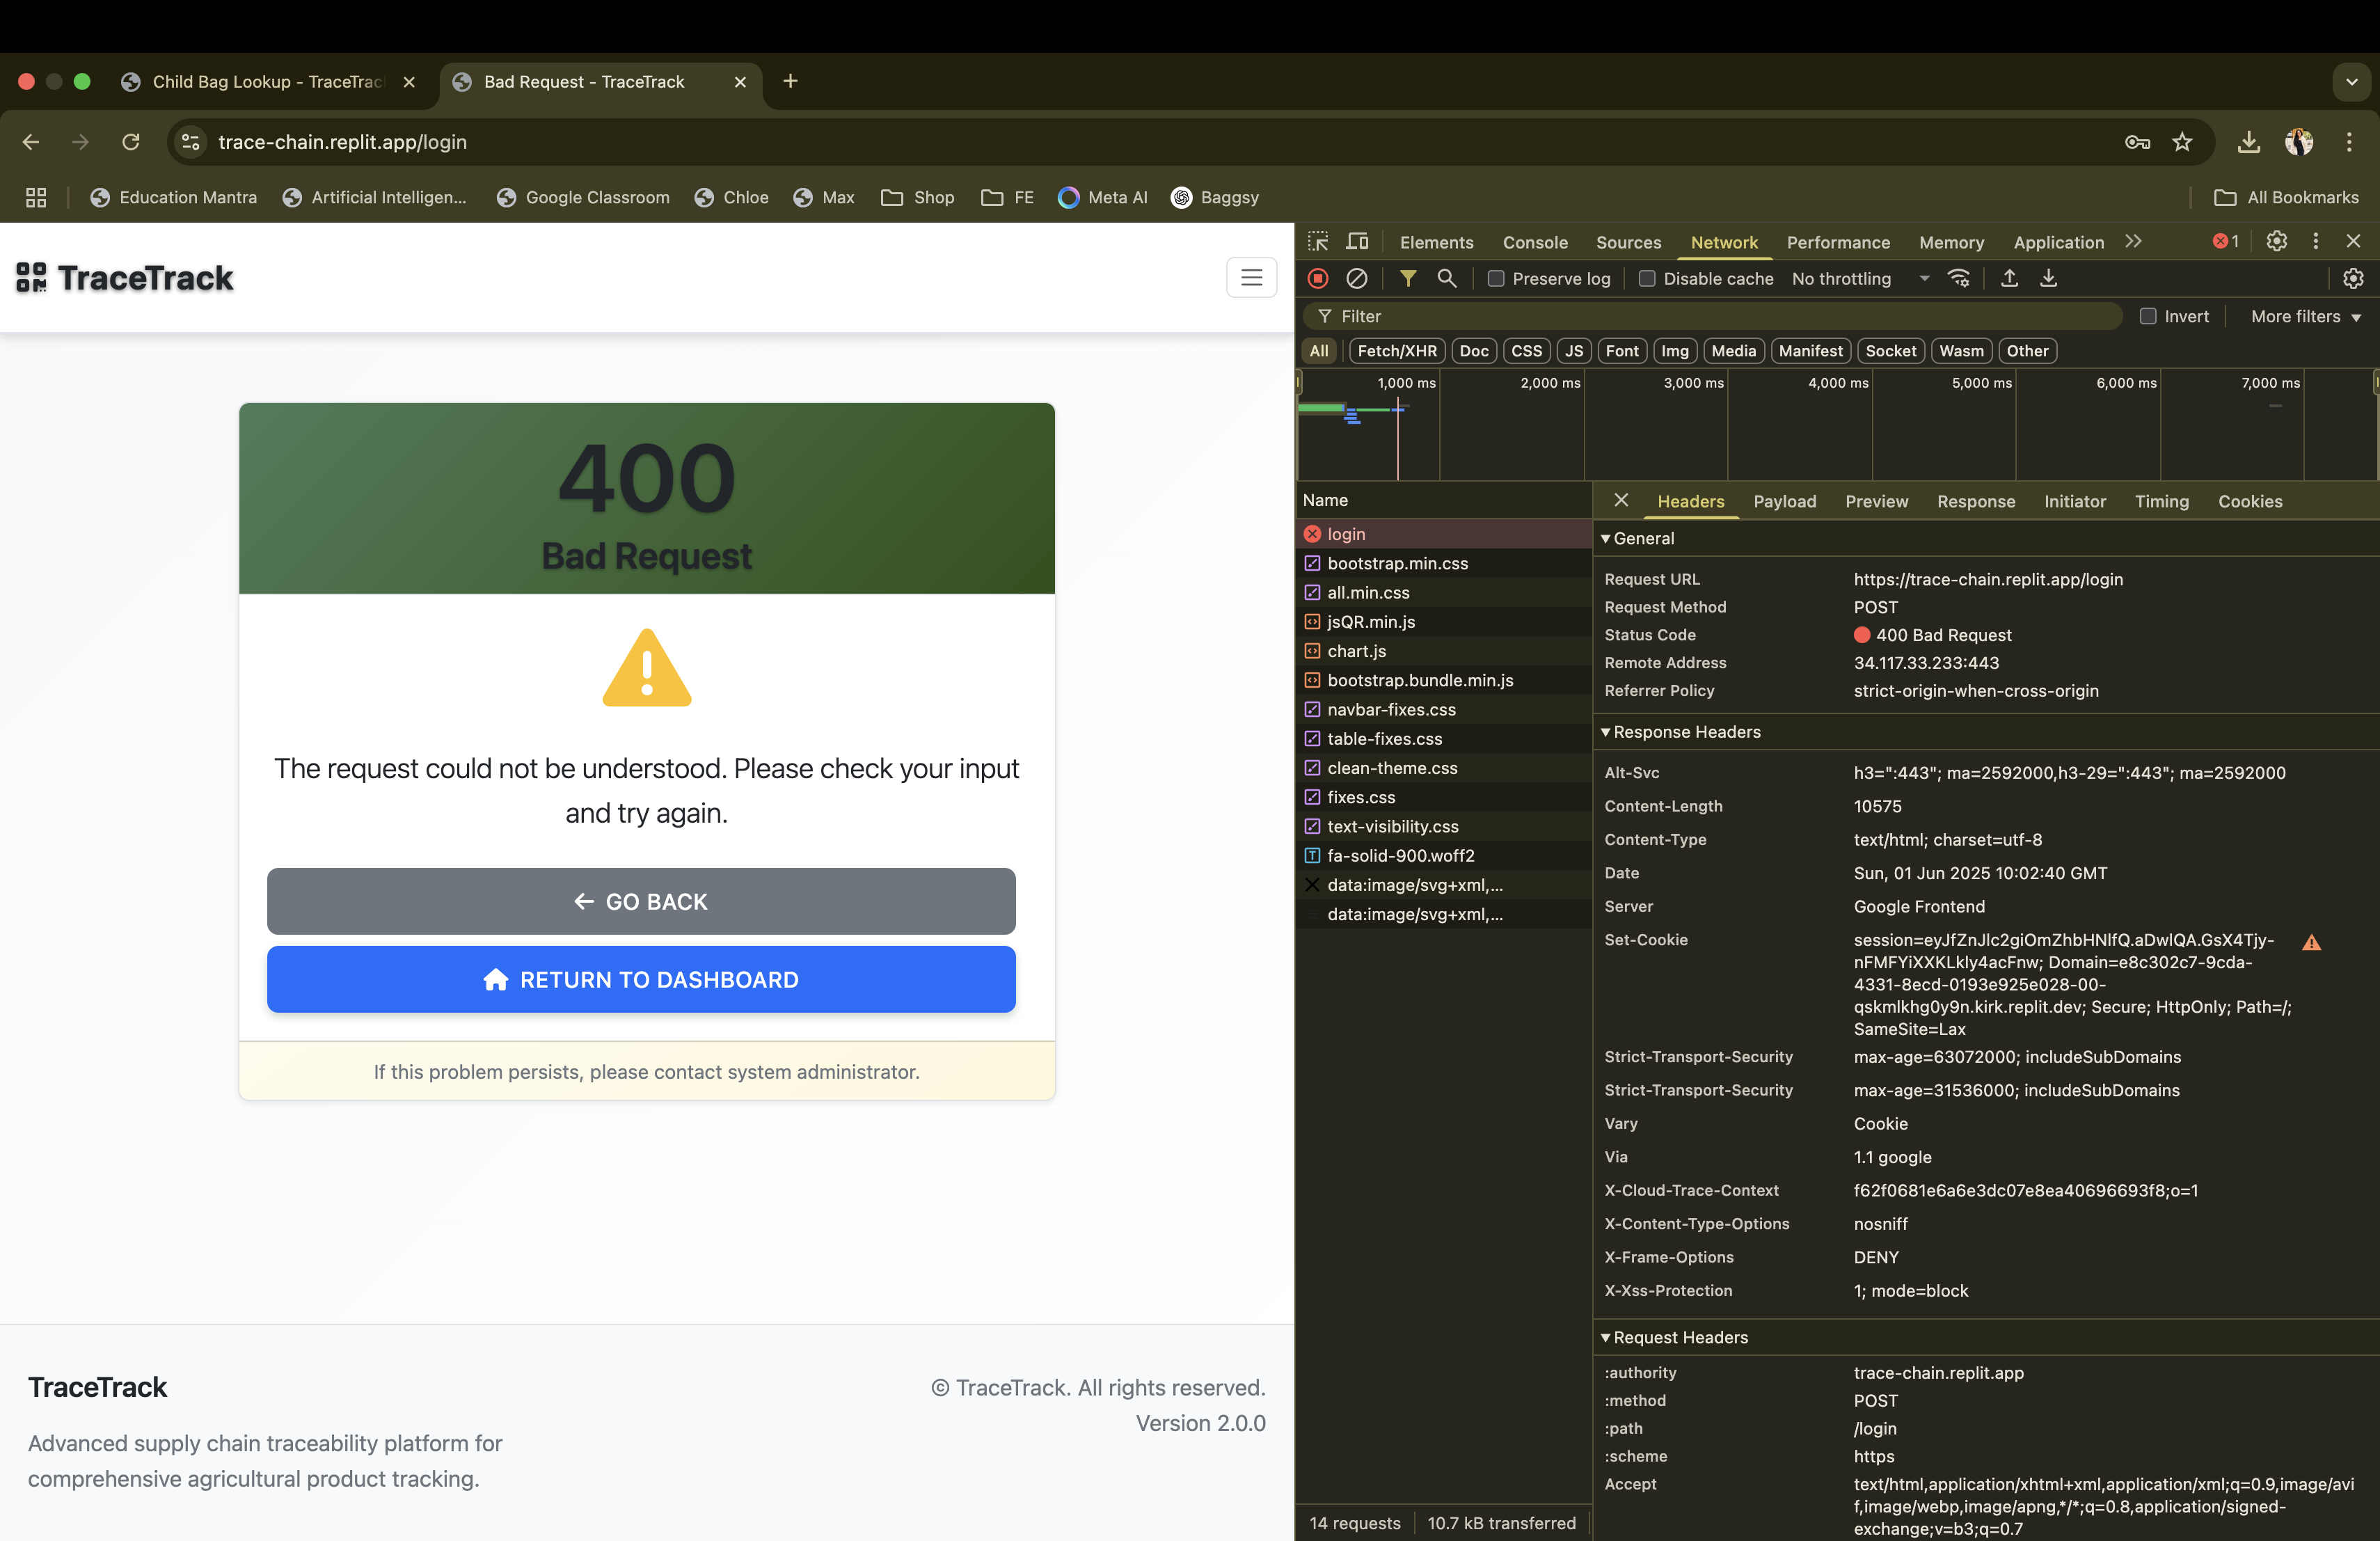 Child Bag Lookup - TraceTrac
Bad Request - TraceTrack
trace-chain.replit.app/login
Education Mantra
Artificial Intelligen...
Google Classroom
Chloe
Max
Shop
FE
Meta AI
Baggsy
All Bookmarks
TraceTrack
400
Bad Request
The request could not be understood. Please check your input
and try again.
GO BACK
RETURN TO DASHBOARD
If this problem persists, please contact system administrator.
TraceTrack
Advanced supply chain traceability platform for
comprehensive agricultural product tracking.
© TraceTrack. All rights reserved.
Version 2.0.0
Elements Console Sources Network Performance Memory Application 1
Preserve log Disable cache No throttling
Filter Invert More filters
All Fetch/XHR Doc CSS JS Font Img Media Manifest Socket Wasm Other
1,000 ms 2,000 ms 3,000 ms 4,000 ms 5,000 ms 6,000 ms 7,000 ms
Name
login
bootstrap.min.css
all.min.css
jsQR.min.js
chart.js
bootstrap.bundle.min.js
navbar-fixes.css
table-fixes.css
clean-theme.css
fixes.css
text-visibility.css
fa-solid-900.woff2
data:image/svg+xml,...
data:image/svg+xml,...
14 requests 10.7 kB transferred
Headers Payload Preview Response Initiator Timing Cookies
General
Request URL https://trace-chain.replit.app/login
Request Method POST
Status Code 400 Bad Request
Remote Address 34.117.33.233:443
Referrer Policy strict-origin-when-cross-origin
Response Headers
Alt-Svc h3=":443"; ma=2592000,h3-29=":443"; ma=2592000
Content-Length 10575
Content-Type text/html; charset=utf-8
Date Sun, 01 Jun 2025 10:02:40 GMT
Server Google Frontend
Set-Cookie session=eyJfZnJlc2giOmZhbHNlfQ.aDwlQA.GsX4Tjy-
nFMFYiXXKLkly4acFnw; Domain=e8c302c7-9cda-
4331-8ecd-0193e925e028-00-
qskmlkhg0y9n.kirk.replit.dev; Secure; HttpOnly; Path=/;
SameSite=Lax
Strict-Transport-Security max-age=63072000; includeSubDomains
Strict-Transport-Security max-age=31536000; includeSubDomains
Vary Cookie
Via 1.1 google
X-Cloud-Trace-Context f62f0681e6a6e3dc07e8ea40696693f8;o=1
X-Content-Type-Options nosniff
X-Frame-Options DENY
X-Xss-Protection 1; mode=block
Request Headers
:authority trace-chain.replit.app
:method POST
:path /login
:scheme https
Accept text/html,application/xhtml+xml,application/xml;q=0.9,image/avi
f,image/webp,image/apng,*/*;q=0.8,application/signed-
exchange;v=b3;q=0.7